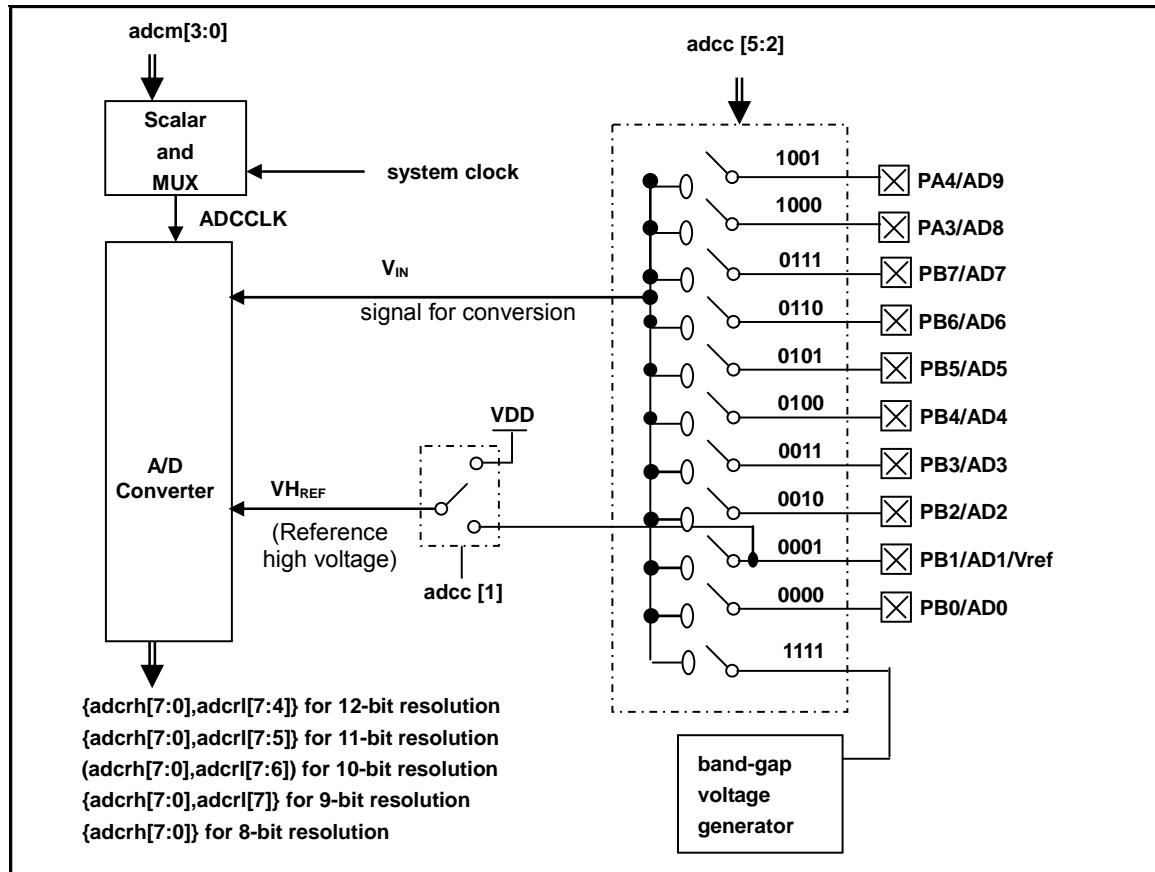 adcm[3:0]
adcc [5:2]
Scalar
and
MUX
system clock
ADCCLK
1001
PA4/AD9
1000
PA3/AD8
0111
PB7/AD7
VIN
signal for conversion
0110
PB6/AD6
0101
PB5/AD5
0100
PB4/AD4
VDD
0011
PB3/AD3
A/D
Converter
VHREF
(Reference
high voltage)
0010
PB2/AD2
0001
PB1/AD1/Vref
adcc [1]
0000
PB0/AD0
1111
{adcrh[7:0],adcrl[7:4]} for 12-bit resolution
{adcrh[7:0],adcrl[7:5]} for 11-bit resolution
(adcrh[7:0],adcrl[7:6]) for 10-bit resolution
{adcrh[7:0],adcrl[7]} for 9-bit resolution
{adcrh[7:0]} for 8-bit resolution
band-gap
voltage
generator